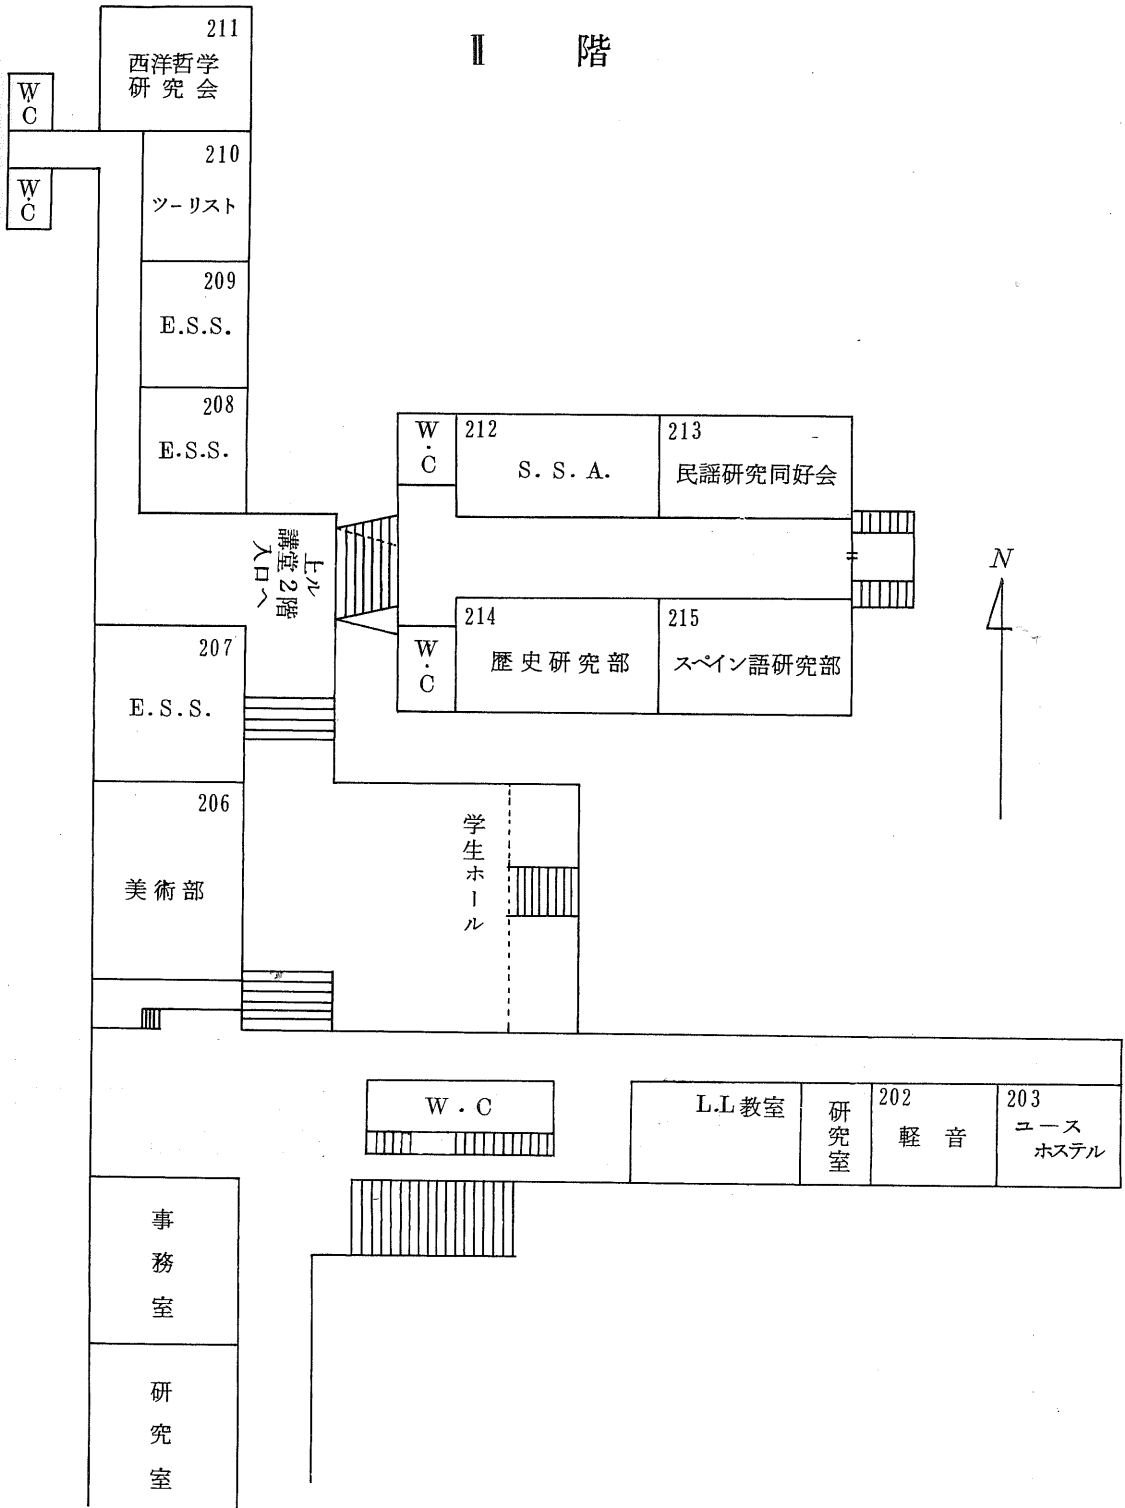 Ⅱ 階
211
西洋哲学
研究会
W.C
W.C
210
ツーリスト
209
E.S.S.
208
E.S.S.
上ル
講堂2階
入口へ
W・C
212
S. S. A.
213
民謡研究同好会
W・C
214
歴史研究部
215
スペイン語研究部
N
207
E.S.S.
206
美術部
学生ホール
W・C
L.L教室
研究室
202
軽音
203
ユース
ホステル
事務室
研究室